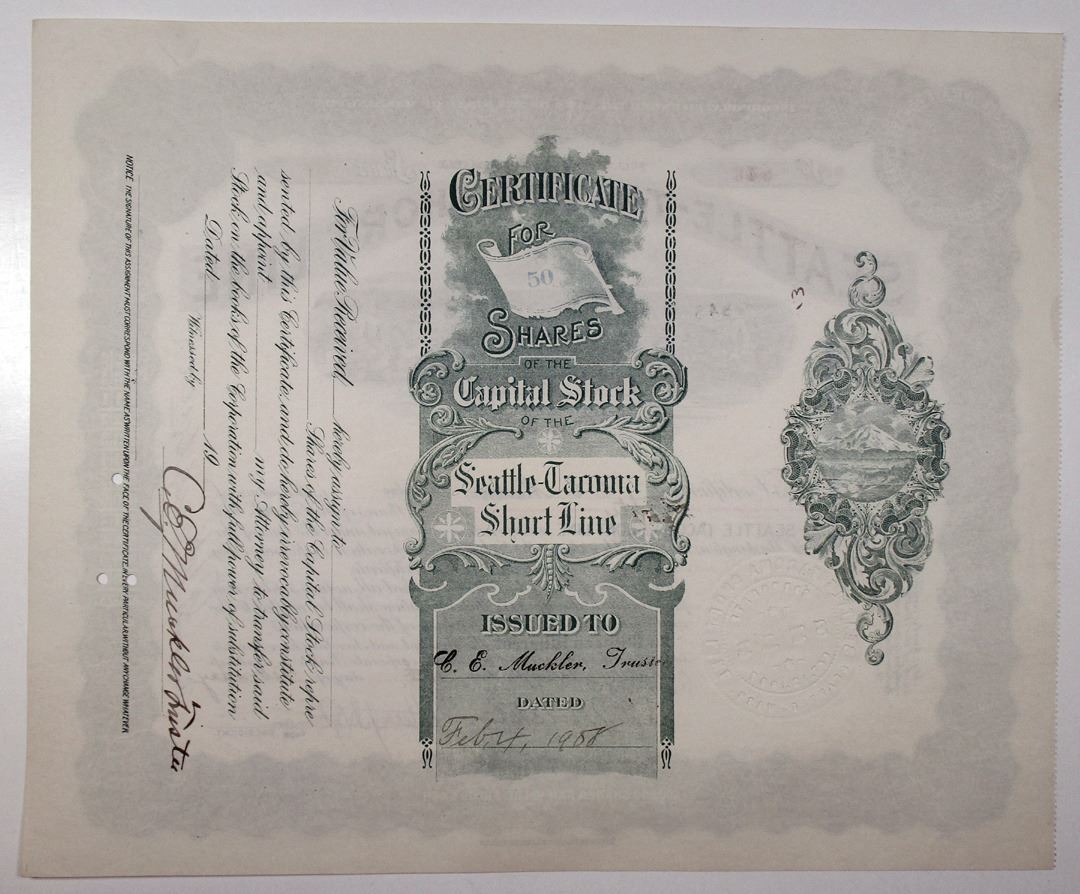 CERTIFICATE
FOR
50
SHARES
OF THE
Capital Stock
OF THE
Seattle-Tacoma
Short Line
ISSUED TO
C. E. Muckler, Trustee
DATED
Feb. 4, 1908
For Value Received, hereby assign to
Shares of the Capital Stock repre
sented by this Certificate, and do hereby irrevocably constitute
and appoint
my Attorney to transfer said
Stock on the books of the Corporation with full power of substitution
Dated 19
Witnessed by
C. E. Muckler Trustee
NOTICE. THE SIGNATURE OF THIS ASSIGNMENT MUST CORRESPOND WITH THE NAME AS WRITTEN UPON THE FACE OF THE CERTIFICATE, IN EVERY PARTICULAR WITHOUT ANY CHANGE WHATEVER.